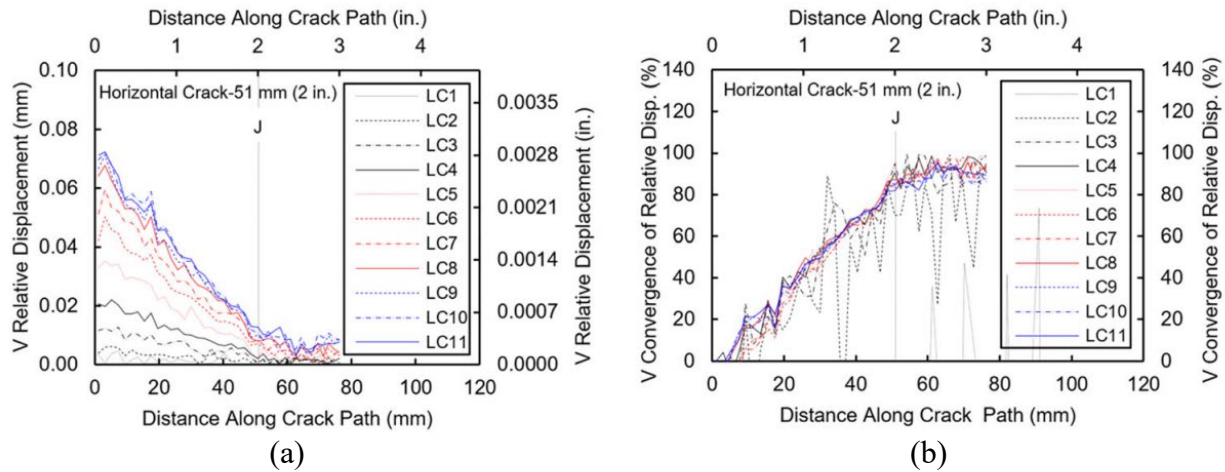 Distance Along Crack Path (in.)
0 1 2 3 4
V Relative Displacement (mm)
0.10
0.08
0.06
0.04
0.02
0.00
Horizontal Crack-51 mm (2 in.)
J
LC1
LC2
LC3
LC4
LC5
LC6
LC7
LC8
LC9
LC10
LC11
0.0035
0.0028
0.0021
0.0014
0.0007
0.0000
V Relative Displacement (in.)
0 20 40 60 80 100 120
Distance Along Crack Path (mm)
(a)
Distance Along Crack Path (in.)
0 1 2 3 4
V Convergence of Relative Disp. (%)
140
120
100
80
60
40
20
0
Horizontal Crack-51 mm (2 in.)
J
LC1
LC2
LC3
LC4
LC5
LC6
LC7
LC8
LC9
LC10
LC11
140
120
100
80
60
40
20
0
V Convergence of Relative Disp. (%)
0 20 40 60 80 100 120
Distance Along Crack Path (mm)
(b)